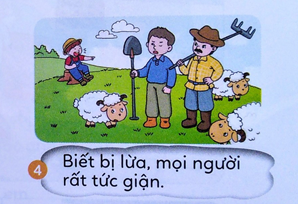 4 Biết bị lừa, mọi người
rất tức giận.